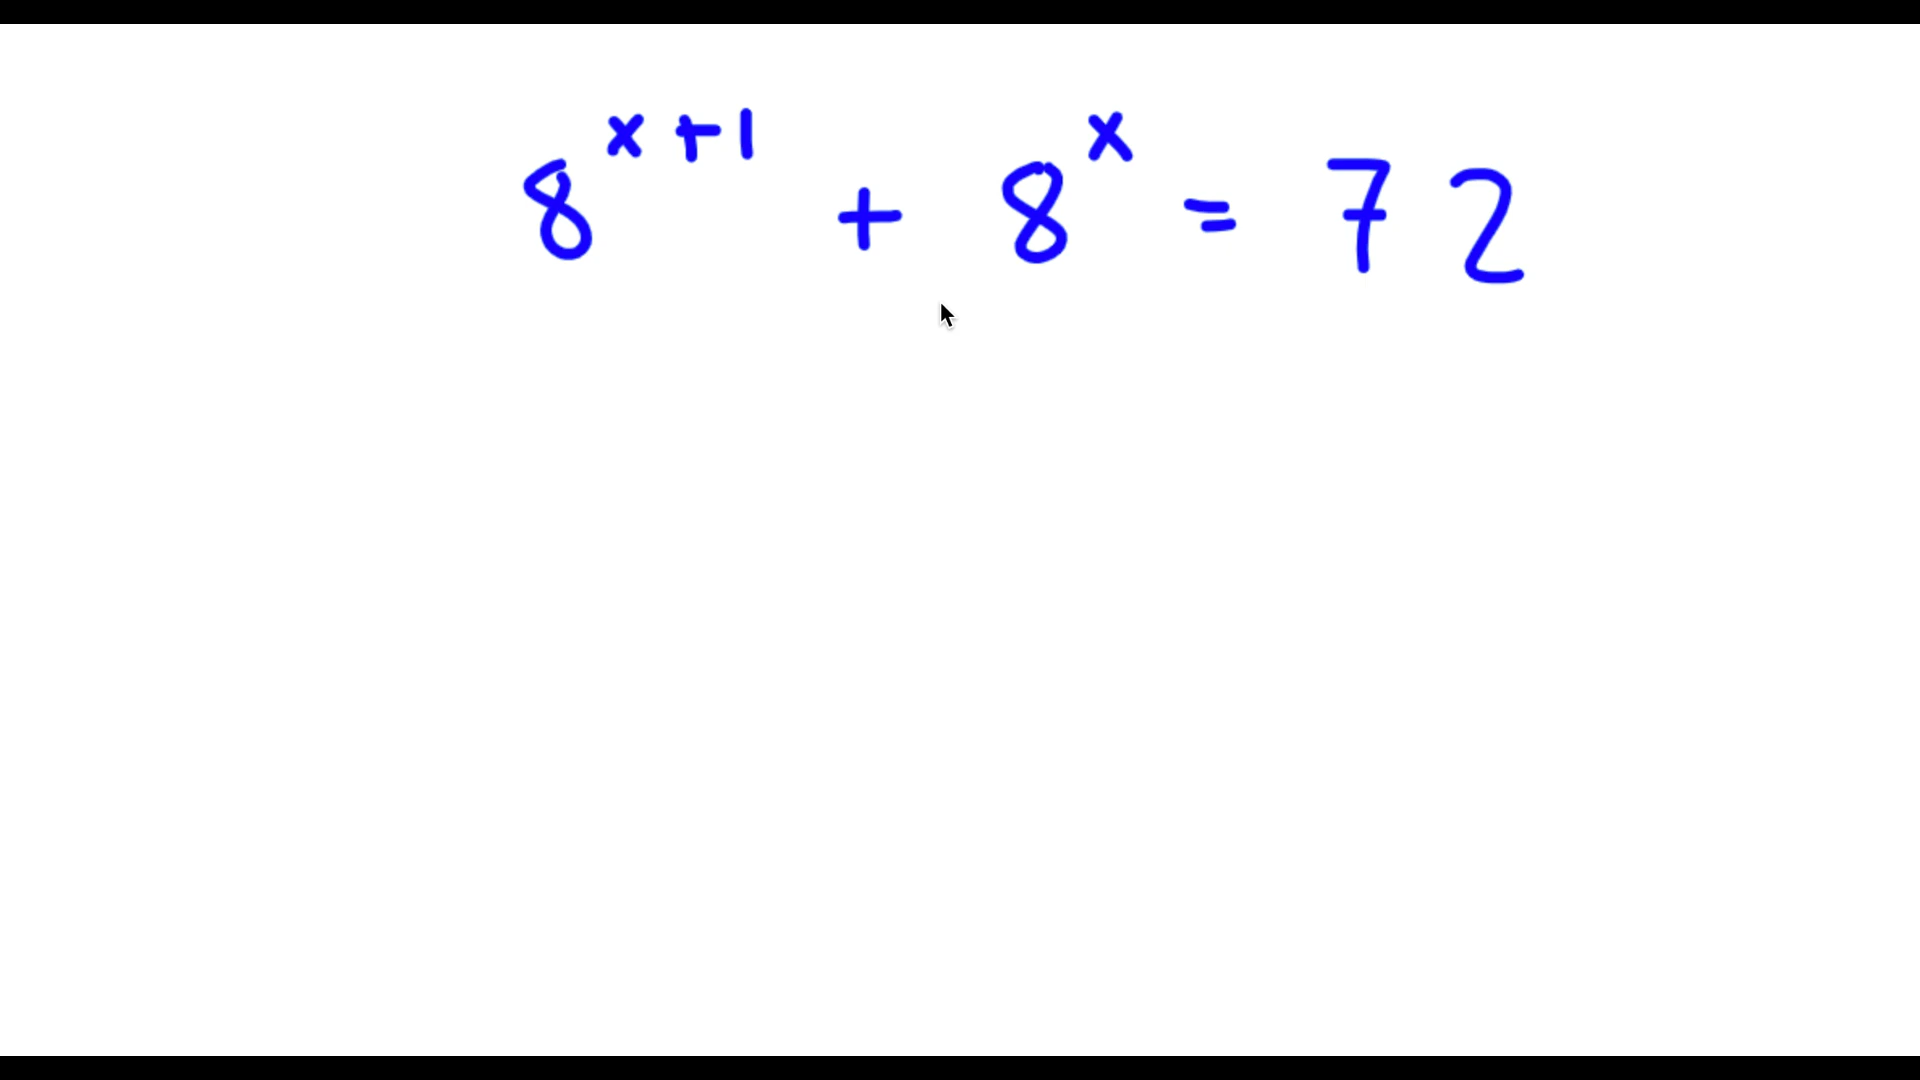 8^{x+1} + 8^x = 72